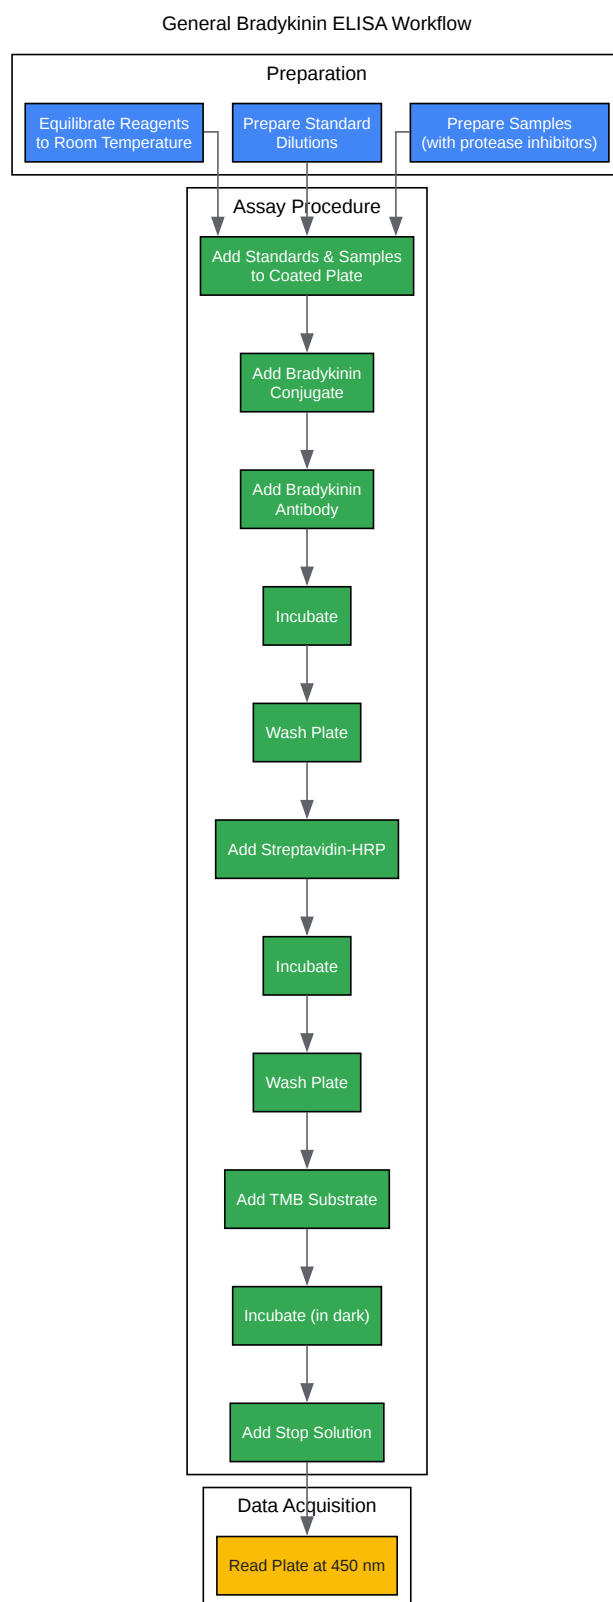 General Bradykinin ELISA Workflow
Preparation
Equilibrate Reagents
to Room Temperature
Prepare Standard
Dilutions
Prepare Samples
(with protease inhibitors)
Assay Procedure
Add Standards & Samples
to Coated Plate
Add Bradykinin
Conjugate
Add Bradykinin
Antibody
Incubate
Wash Plate
Add Streptavidin-HRP
Incubate
Wash Plate
Add TMB Substrate
Incubate (in dark)
Add Stop Solution
Data Acquisition
Read Plate at 450 nm